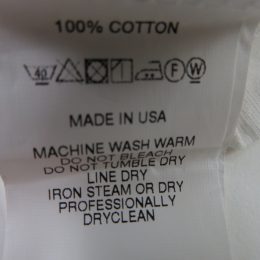 100% COTTON
40 F W
MADE IN USA
MACHINE WASH WARM
DO NOT BLEACH
DO NOT TUMBLE DRY
LINE DRY
IRON STEAM OR DRY
PROFESSIONALLY
DRYCLEAN